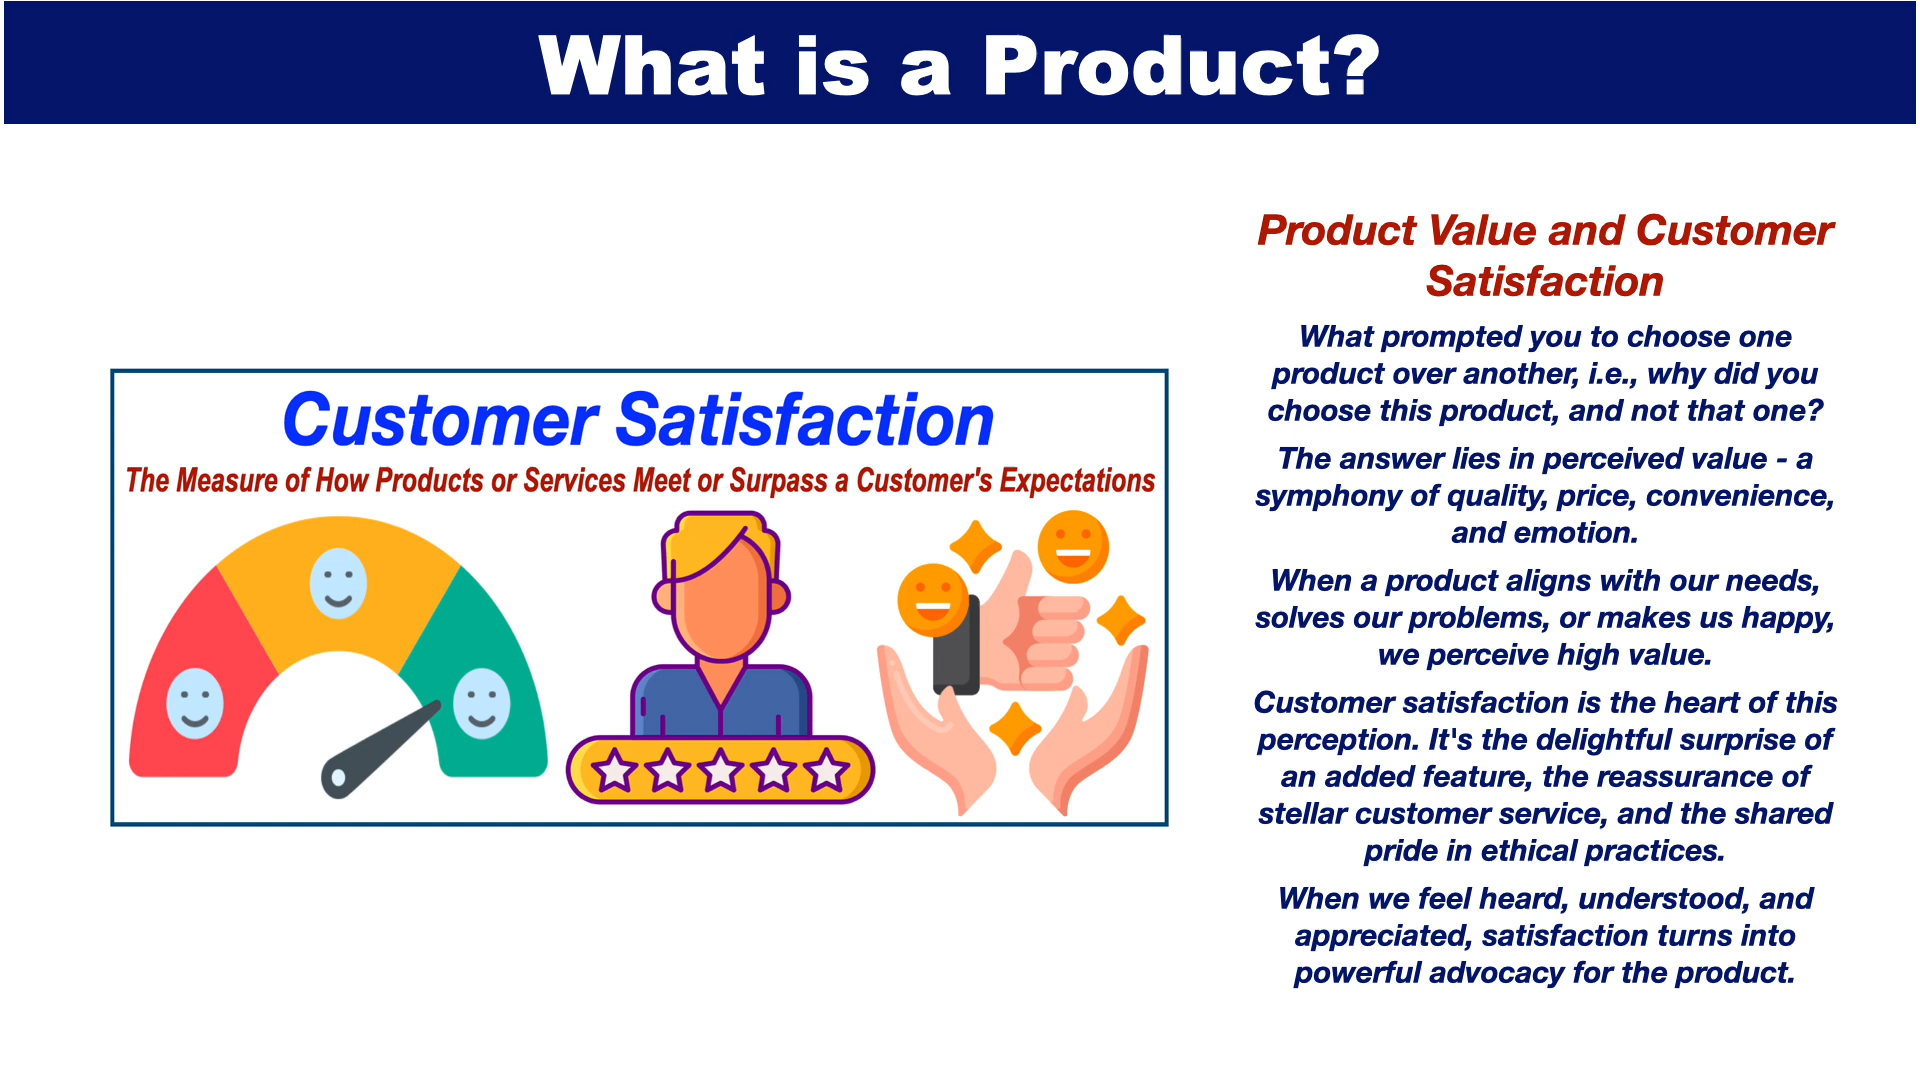 What is a Product?
Customer Satisfaction
The Measure of How Products or Services Meet or Surpass a Customer's Expectations
Product Value and Customer
Satisfaction
What prompted you to choose one
product over another, i.e., why did you
choose this product, and not that one?
The answer lies in perceived value - a
symphony of quality, price, convenience,
and emotion.
When a product aligns with our needs,
solves our problems, or makes us happy,
we perceive high value.
Customer satisfaction is the heart of this
perception. It's the delightful surprise of
an added feature, the reassurance of
stellar customer service, and the shared
pride in ethical practices.
When we feel heard, understood, and
appreciated, satisfaction turns into
powerful advocacy for the product.